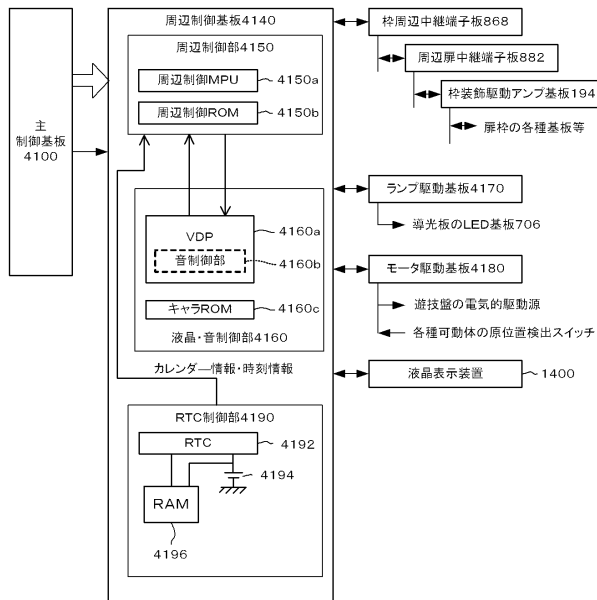 主
制御基板
4100
周辺制御基板4140
周辺制御部4150
周辺制御MPU
4150a
周辺制御ROM
4150b
VDP
4160a
音制御部
4160b
キャラROM
4160c
液晶・音制御部4160
カレンダ―情報・時刻情報
RTC制御部4190
RTC
4192
4194
RAM
4196
枠周辺中継端子板868
周辺扉中継端子板882
枠装飾駆動アンプ基板194
扉枠の各種基板等
ランプ駆動基板4170
導光板のLED基板706
モータ駆動基板4180
遊技盤の電気的駆動源
各種可動体の原位置検出スイッチ
液晶表示装置
1400